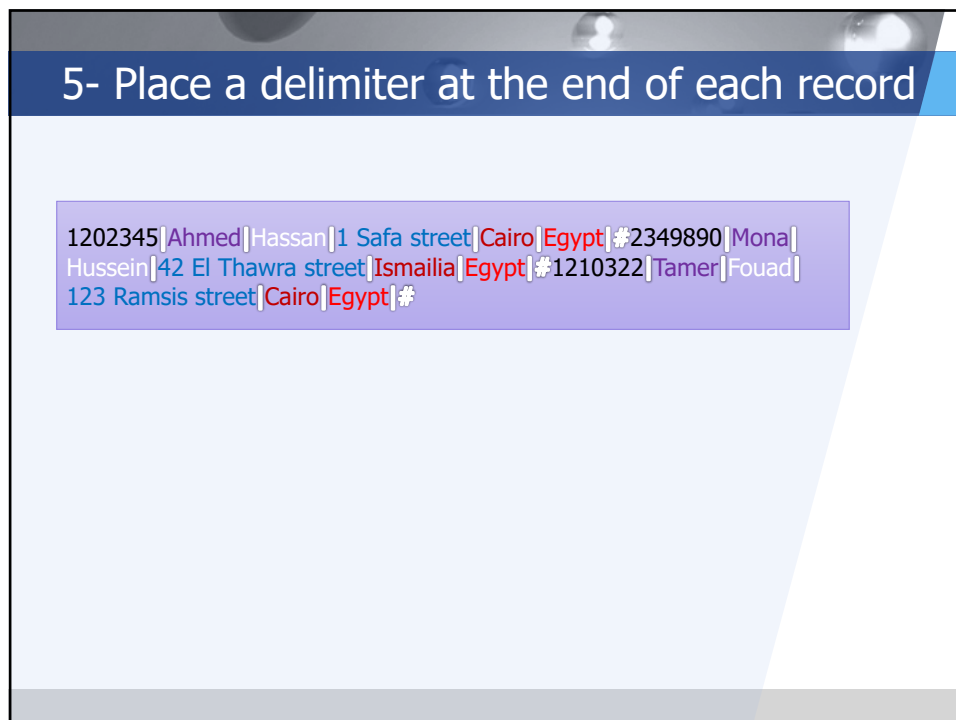 5- Place a delimiter at the end of each record
1202345|Ahmed|Hassan|1 Safa street|Cairo|Egypt|#2349890|Mona|
Hussein|42 El Thawra street|Ismailia|Egypt|#1210322|Tamer|Fouad|
123 Ramsis street|Cairo|Egypt|#